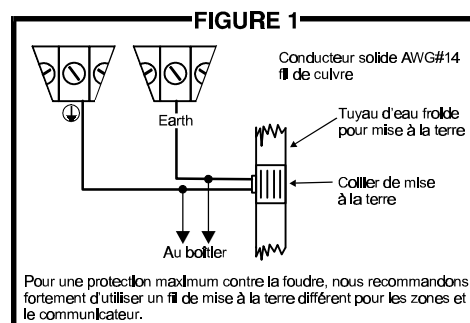 FIGURE 1
Conducteur solide AWG#14
fil de cuivre
Earth
Tuyau d'eau froide
pour mise à la terre
Collier de mise
à la terre
Au boîtier
Pour une protection maximum contre la foudre, nous recommandons
fortement d'utiliser un fil de mise à la terre différent pour les zones et
le communicateur.